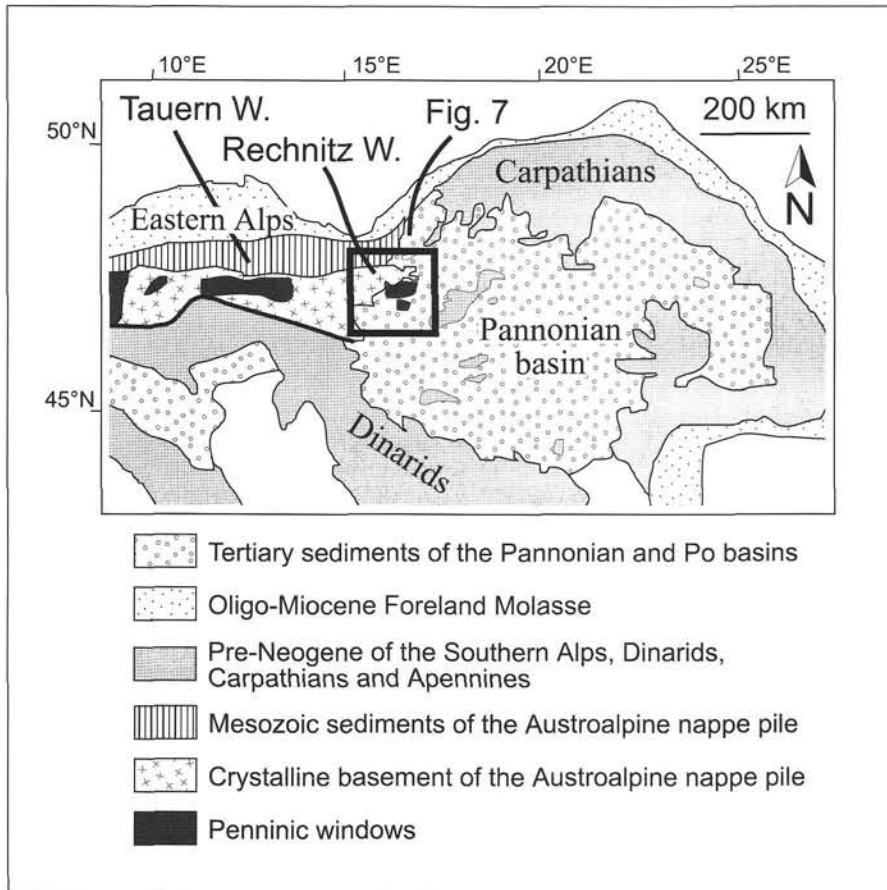 10°E 15°E 20°E 25°E
50°N
45°N
Tauern W.
Rechnitz W.
Fig. 7
200 km
N
Carpathians
Eastern Alps
Pannonian
basin
Dinarids
Tertiary sediments of the Pannonian and Po basins
Oligo-Miocene Foreland Molasse
Pre-Neogene of the Southern Alps, Dinarids,
Carpathians and Apennines
Mesozoic sediments of the Austroalpine nappe pile
Crystalline basement of the Austroalpine nappe pile
Penninic windows